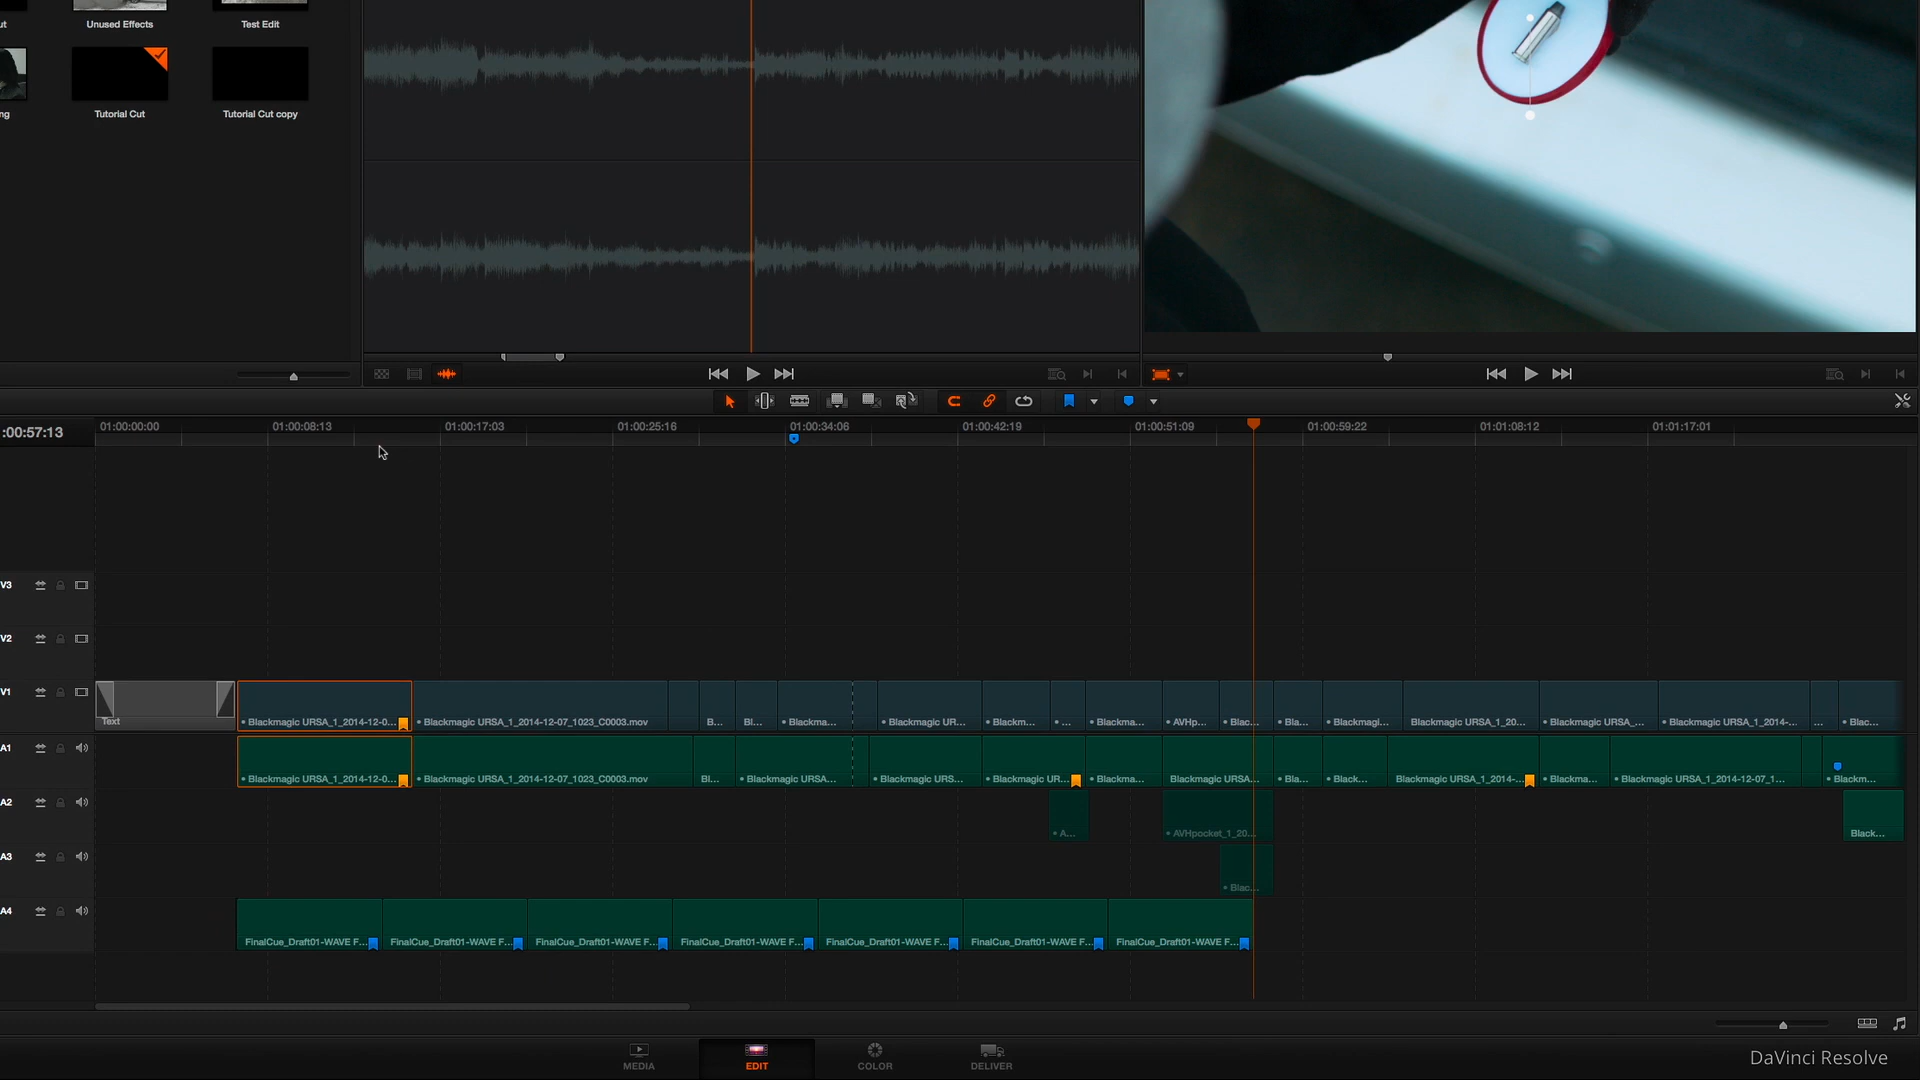 ut
Unused Effects
Test Edit
ng
Tutorial Cut
Tutorial Cut copy
:00:57:13
01:00:00:00
01:00:08:13
01:00:17:03
01:00:25:16
01:00:34:06
01:00:42:19
01:00:51:09
01:00:59:22
01:01:08:12
01:01:17:01
V3
V2
V1
Text
• Blackmagic URSA_1_2014-12-0...
• Blackmagic URSA_1_2014-12-07_1023_C0003.mov
B...
Bl...
• Blackma...
• Blackmagic UR...
• Blackm...
• ...
• Blackma...
• AVHp...
• Blac...
• Bla...
• Blackmagi...
Blackmagic URSA_1_20...
• Blackmagic URSA_...
• Blackmagic URSA_1_2014-...
...
• Blac...
A1
• Blackmagic URSA_1_2014-12-0...
• Blackmagic URSA_1_2014-12-07_1023_C0003.mov
Bl...
• Blackmagic URSA...
• Blackmagic URS...
• Blackmagic UR...
• Blackma...
Blackmagic URSA...
• Bla...
• Black...
Blackmagic URSA_1_2014-...
• Blackma...
• Blackmagic URSA_1_2014-12-07_1...
• Blackm...
A2
• A...
• AVHpocket_1_20...
Black...
A3
• Blac...
A4
FinalCue_Draft01-WAVE F...
FinalCue_Draft01-WAVE F...
FinalCue_Draft01-WAVE F...
FinalCue_Draft01-WAVE F...
FinalCue_Draft01-WAVE F...
FinalCue_Draft01-WAVE F...
FinalCue_Draft01-WAVE F...
MEDIA
EDIT
COLOR
DELIVER
DaVinci Resolve